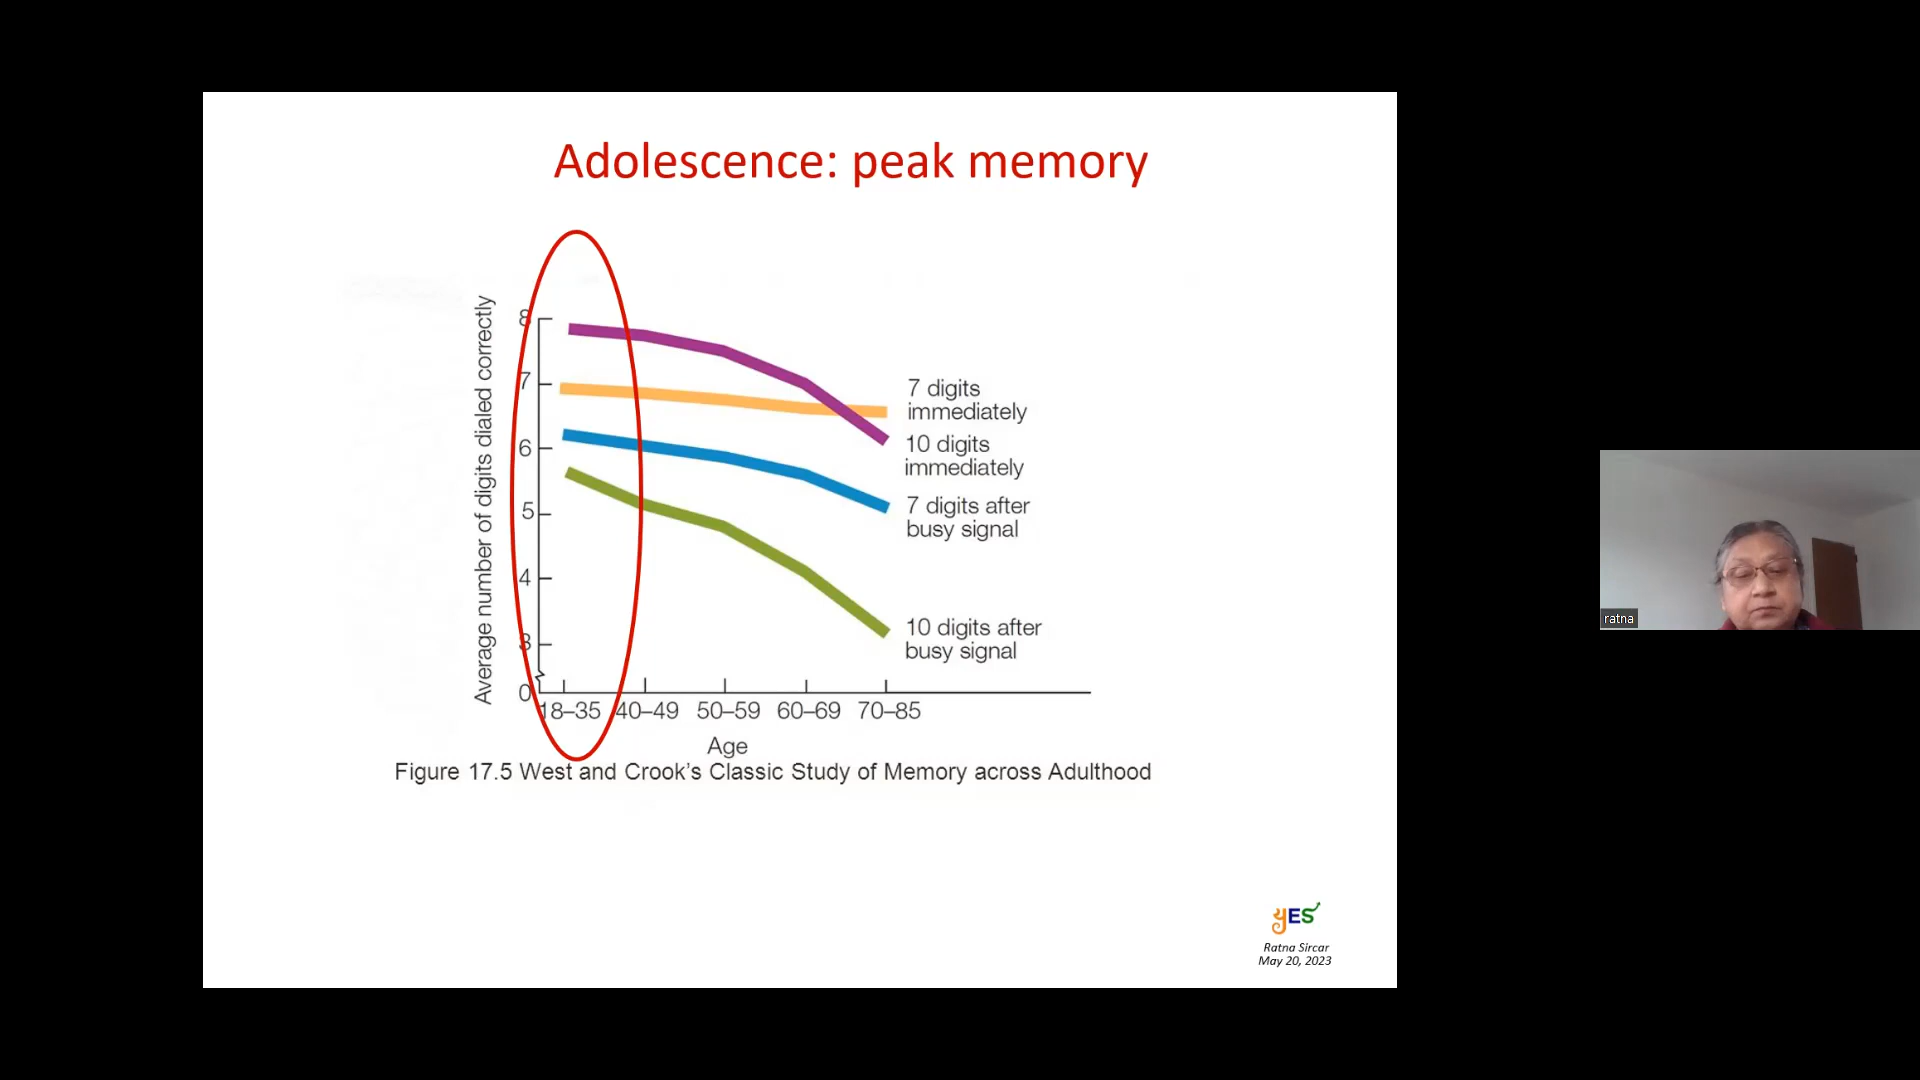 Adolescence: peak memory
Average number of digits dialed correctly
8
7
6
5
4
3
0
18–35 40–49 50–59 60–69 70–85
Age
7 digits
immediately
10 digits
immediately
7 digits after
busy signal
10 digits after
busy signal
Figure 17.5 West and Crook’s Classic Study of Memory across Adulthood
yES
Ratna Sircar
May 20, 2023
ratna